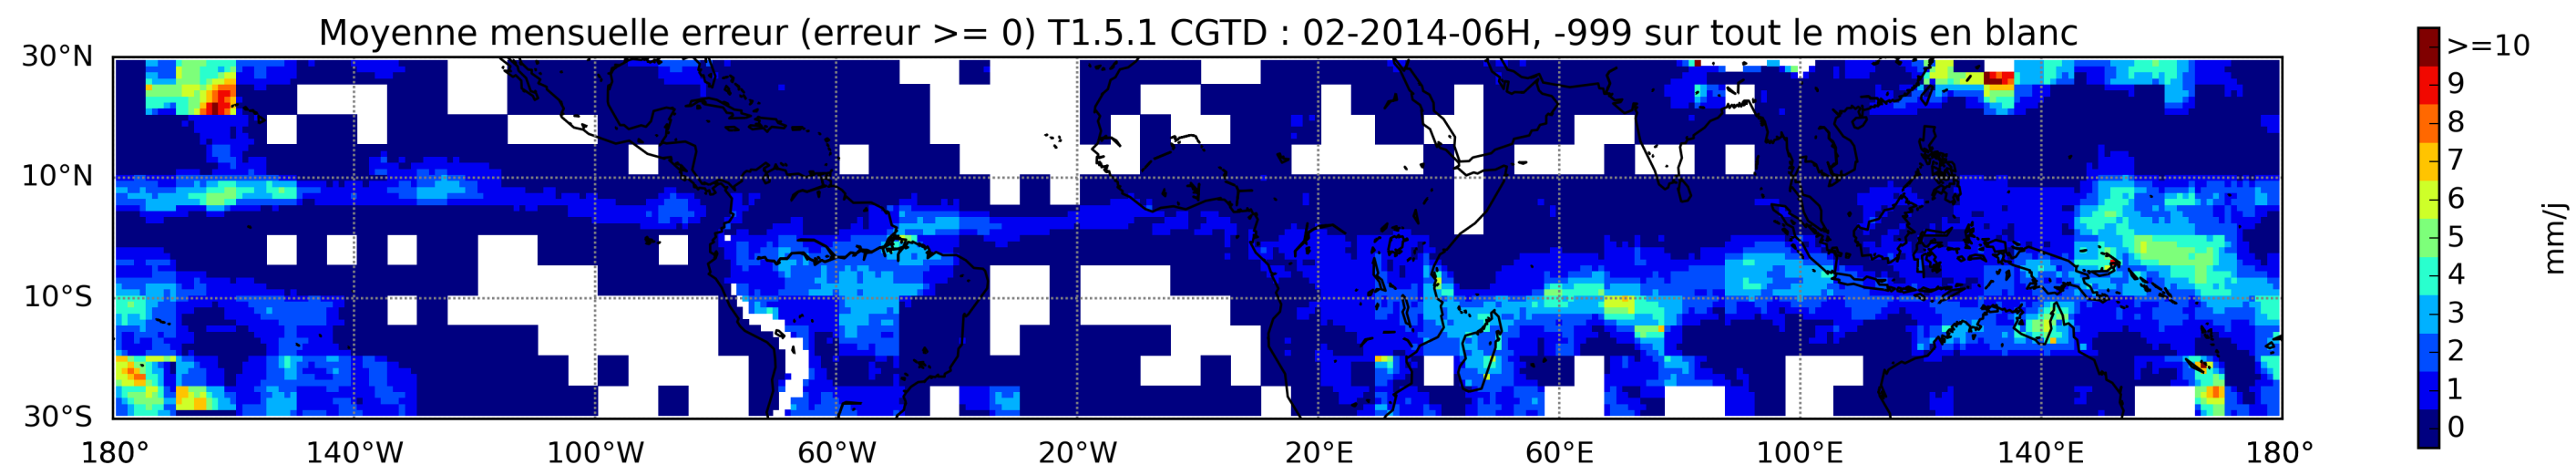 Moyenne mensuelle erreur (erreur >= 0) T1.5.1 CGTD : 02-2014-06H, -999 sur tout le mois en blanc
30°N
10°N
10°S
30°S
180° 140°W 100°W 60°W 20°W 20°E 60°E 100°E 140°E 180°
>=10
9
8
7
6
5
4
3
2
1
0
mm/j